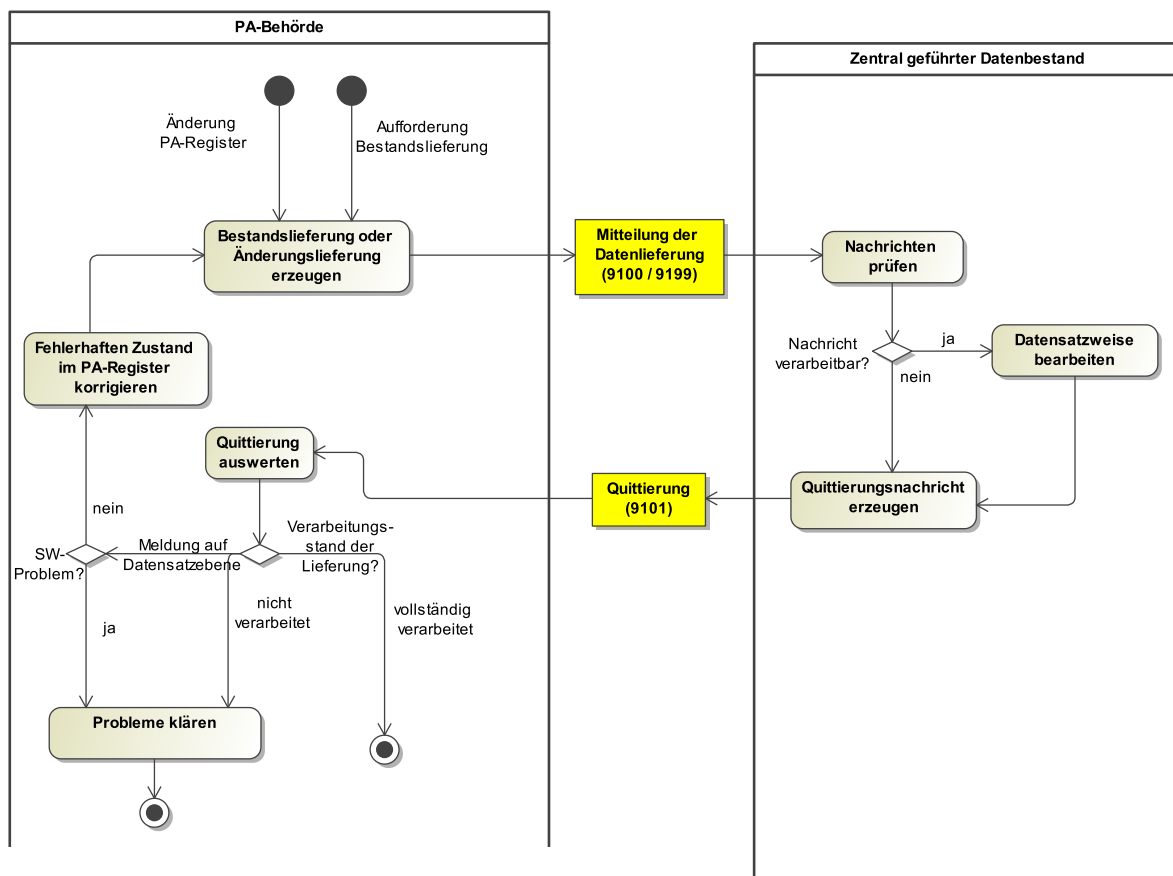 PA-Behörde
Zentral geführter Datenbestand
Änderung
PA-Register
Aufforderung
Bestandslieferung
Bestandslieferung oder
Änderungslieferung
erzeugen
Mitteilung der
Datenlieferung
(9100 / 9199)
Nachrichten
prüfen
Nachricht
verarbeitbar?
ja
nein
Datensatzweise
bearbeiten
Fehlerhaften Zustand
im PA-Register
korrigieren
Quittierung
auswerten
Quittierung
(9101)
Quittierungsnachricht
erzeugen
nein
SW-
Problem?
Meldung auf
Datensatzebene
Verarbeitungs-
stand der
Lieferung?
ja
nicht
verarbeitet
vollständig
verarbeitet
Probleme klären